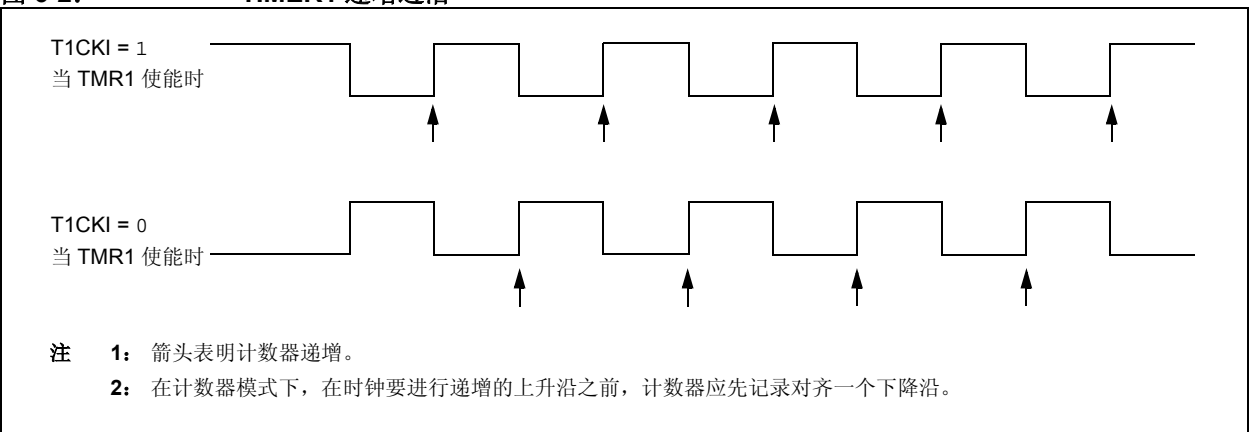 T1CKI = 1
当 TMR1 使能时
T1CKI = 0
当 TMR1 使能时
注 1： 箭头表明计数器递增。
2： 在计数器模式下，在时钟要进行递增的上升沿之前，计数器应先记录对齐一个下降沿。